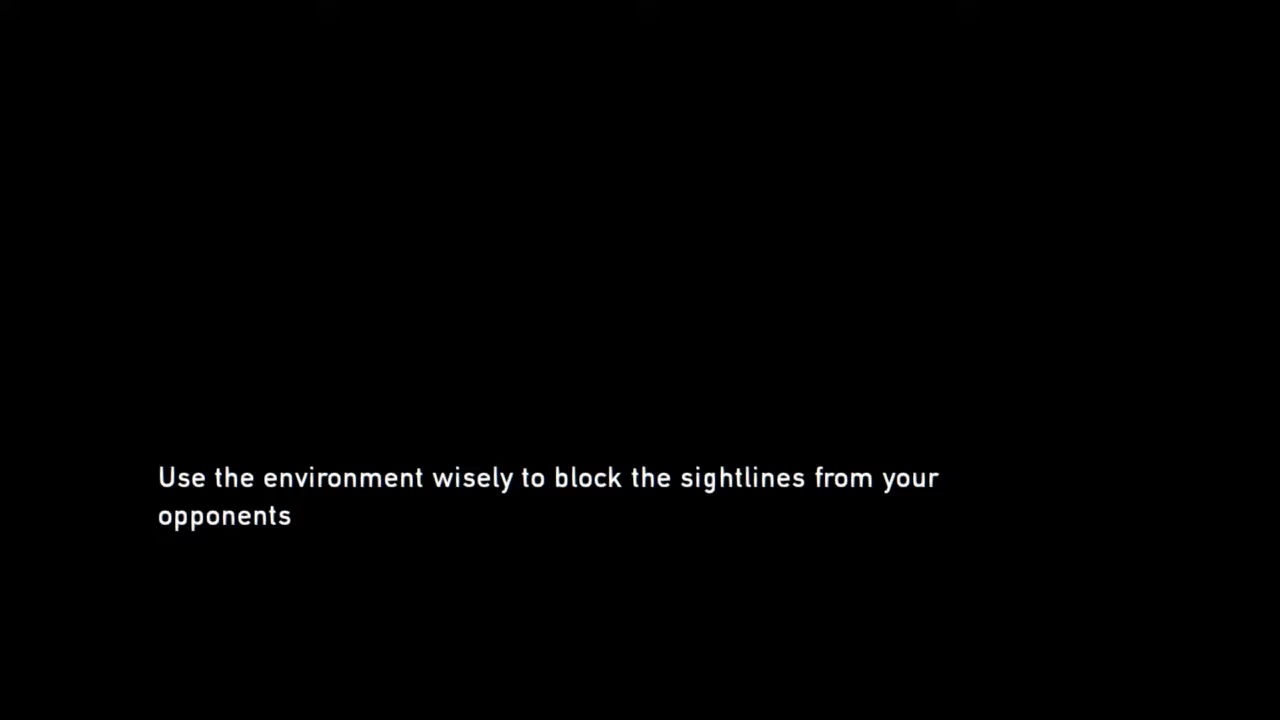 Use the environment wisely to block the sightlines from your
opponents